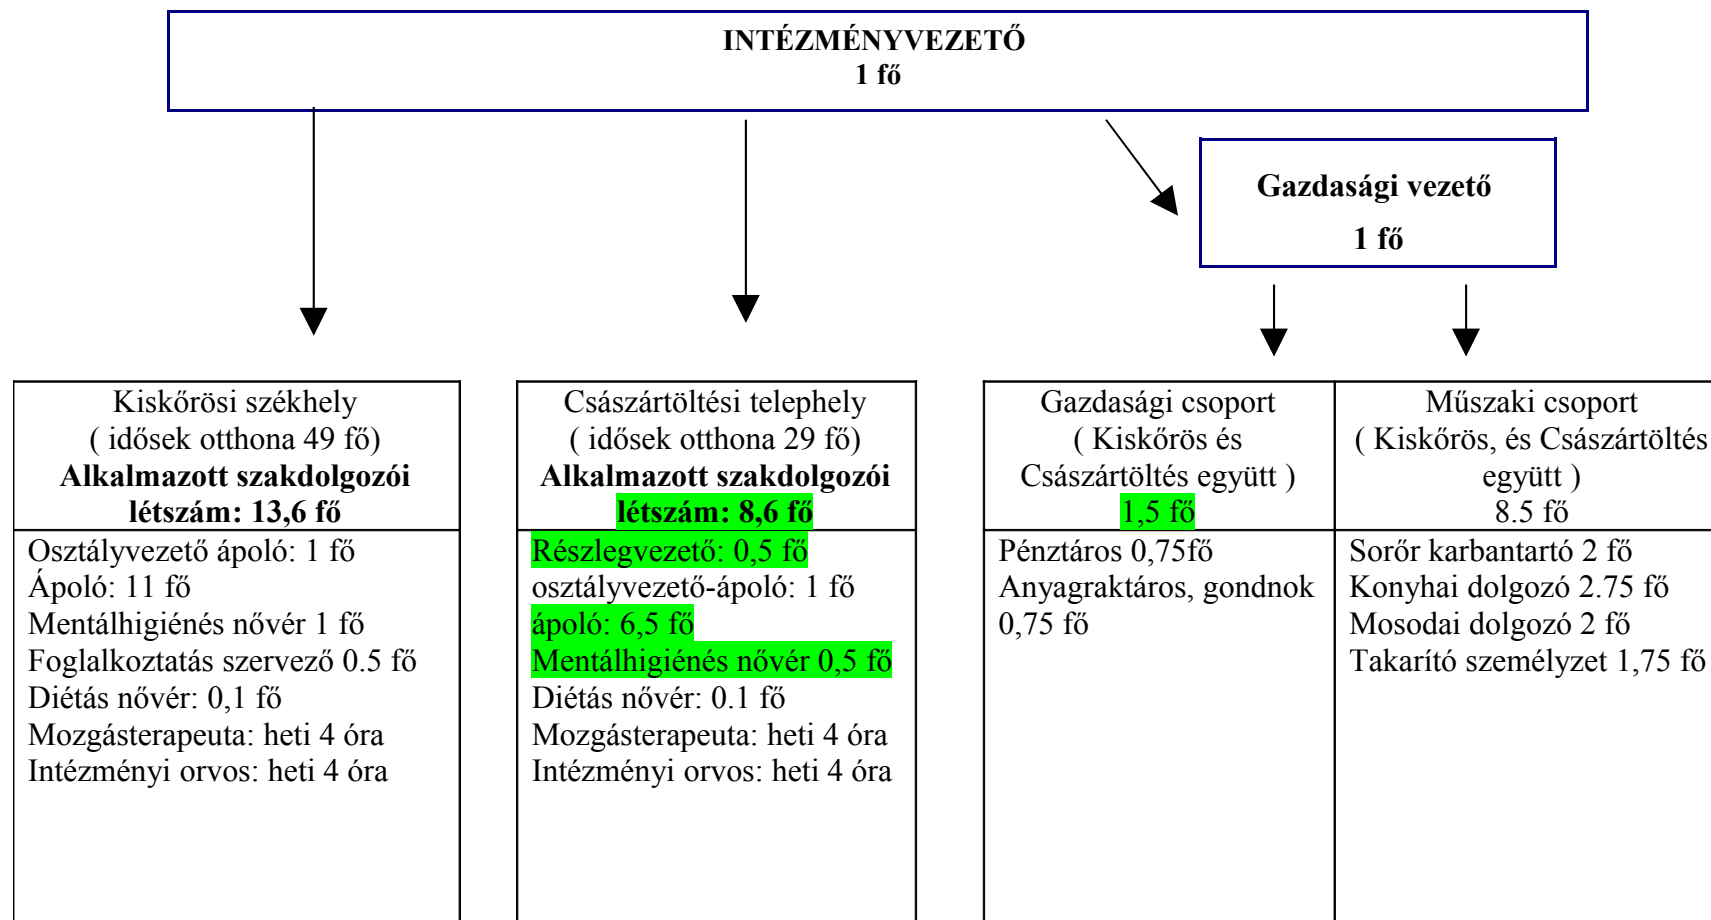 INTÉZMÉNYVEZETŐ
1 fő
Gazdasági vezető
1 fő
Kiskőrösi székhely
( idősek otthona 49 fő)
Alkalmazott szakdolgozói
létszám: 13,6 fő
Osztályvezető ápoló: 1 fő
Ápoló: 11 fő
Mentálhigiénés nővér 1 fő
Foglalkoztatás szervező 0.5 fő
Diétás nővér: 0,1 fő
Mozgásterapeuta: heti 4 óra
Intézményi orvos: heti 4 óra
Császártöltési telephely
( idősek otthona 29 fő)
Alkalmazott szakdolgozói
létszám: 8,6 fő
Részlegvezető: 0,5 fő
osztályvezető-ápoló: 1 fő
ápoló: 6,5 fő
Mentálhigiénés nővér 0,5 fő
Diétás nővér: 0.1 fő
Mozgásterapeuta: heti 4 óra
Intézményi orvos: heti 4 óra
Gazdasági csoport
( Kiskőrös és
Császártöltés együtt )
1,5 fő
Pénztáros 0,75fő
Anyagraktáros, gondnok
0,75 fő
Műszaki csoport
( Kiskőrös, és Császártöltés
együtt )
8.5 fő
Sorőr karbantartó 2 fő
Konyhai dolgozó 2.75 fő
Mosodai dolgozó 2 fő
Takarító személyzet 1,75 fő